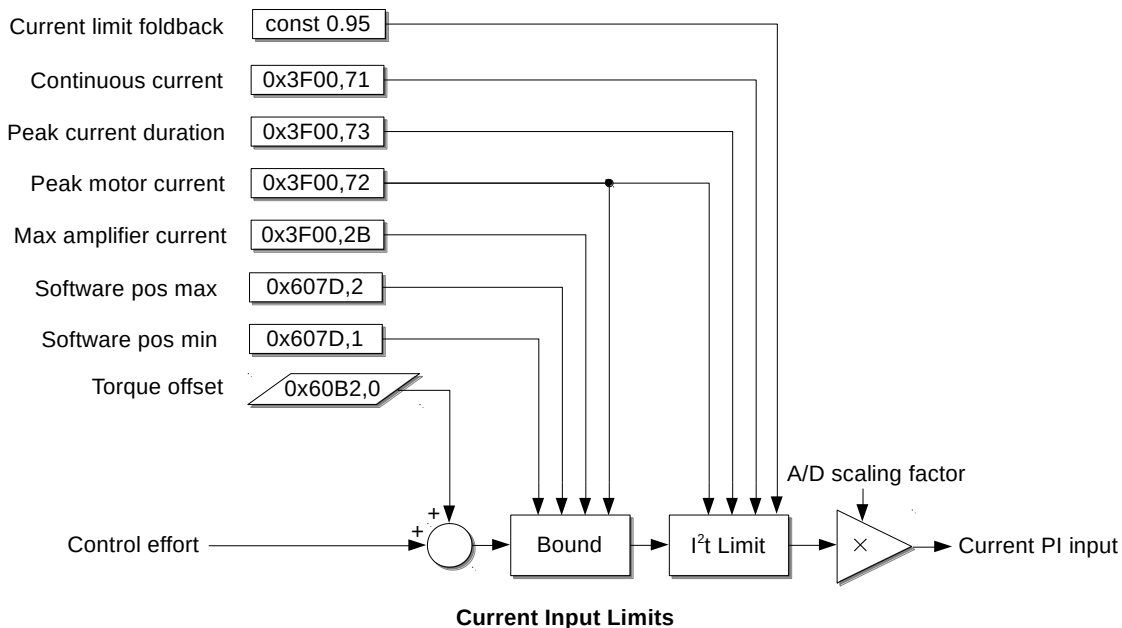 Current limit foldback const 0.95
Continuous current 0x3F00,71
Peak current duration 0x3F00,73
Peak motor current 0x3F00,72
Max amplifier current 0x3F00,2B
Software pos max 0x607D,2
Software pos min 0x607D,1
Torque offset 0x60B2,0
A/D scaling factor
+
+
Control effort Bound I²t Limit × Current PI input
Current Input Limits